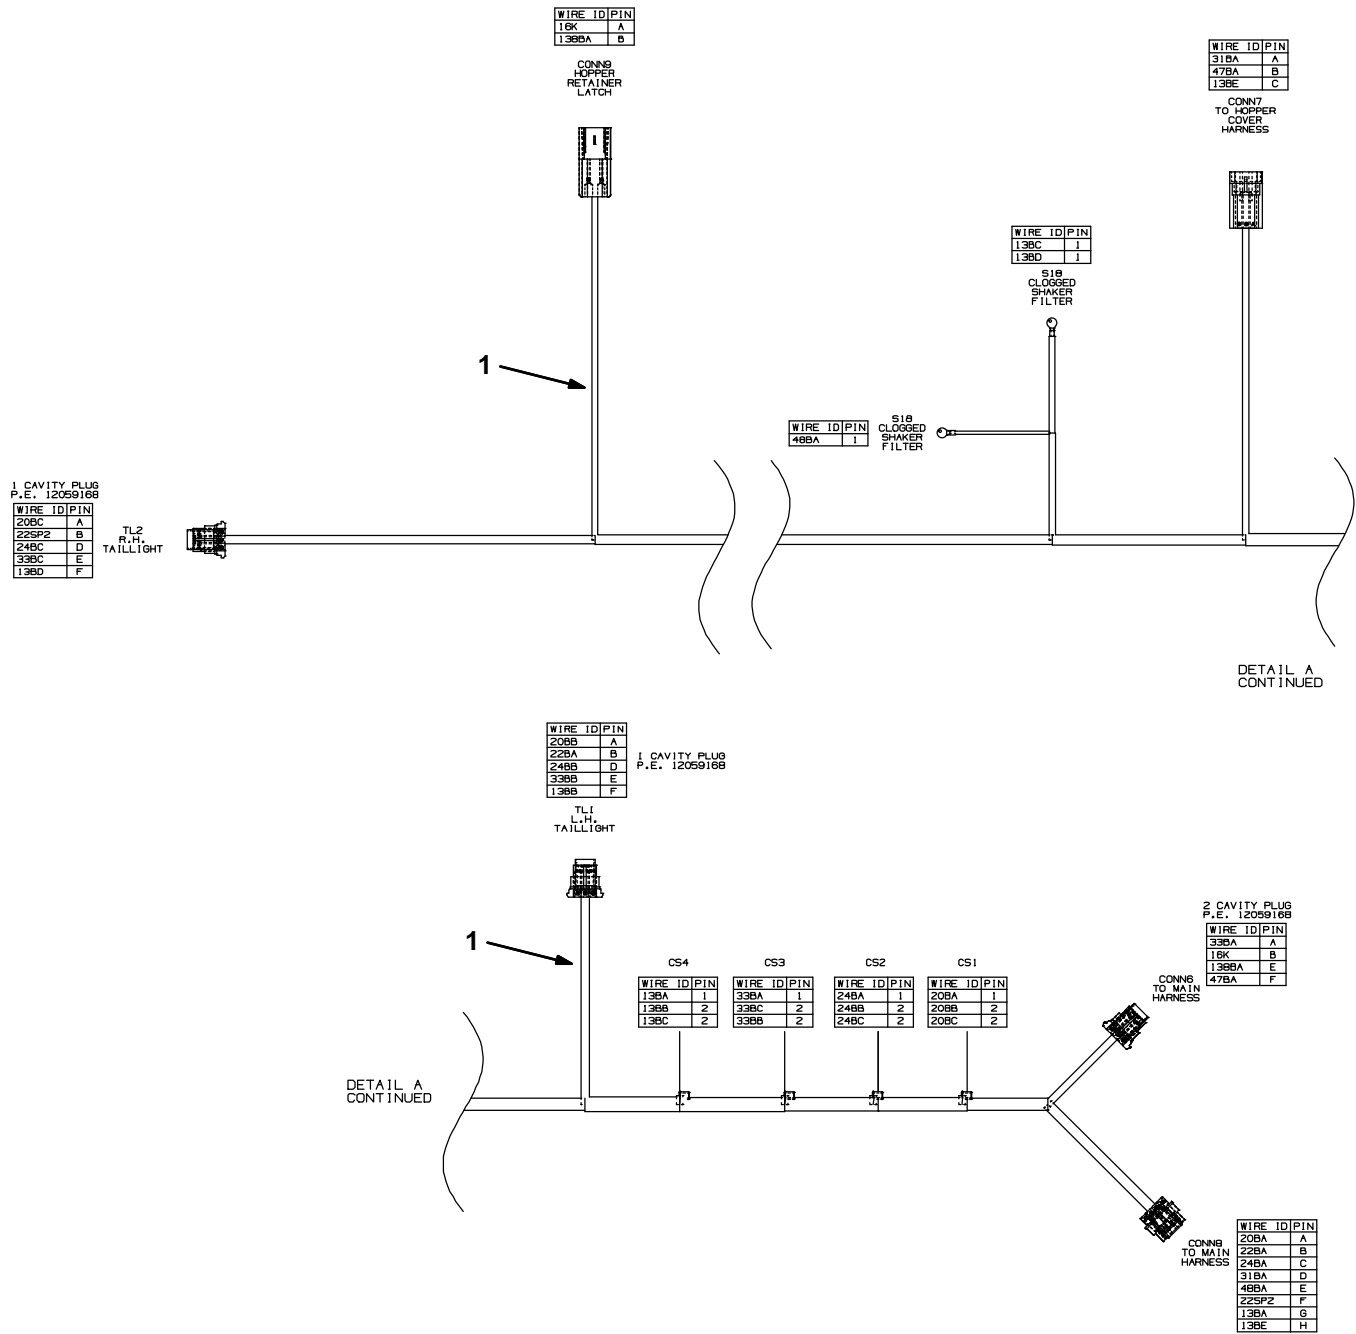 WIRE ID PIN
16K A
138BA B
CONN9
HOPPER
RETAINER
LATCH
WIRE ID PIN
31BA A
47BA B
13BE C
CONN7
TO HOPPER
COVER
HARNESS
WIRE ID PIN
13BC 1
13BD 1
S18
CLOGGED
SHAKER
FILTER
1
WIRE ID PIN
48BA 1
S18
CLOGGED
SHAKER
FILTER
1 CAVITY PLUG
P.E. 12059168
WIRE ID PIN
20BC A
22SP2 B
24BC D
33BC E
13BD F
TL2
R.H.
TAILLIGHT
DETAIL A
CONTINUED
WIRE ID PIN
20BB A
22BA B
24BB D
33BB E
13BB F
1 CAVITY PLUG
P.E. 12059168
TL1
L.H.
TAILLIGHT
1
CS4
WIRE ID PIN
13BA 1
13BB 2
13BC 2
CS3
WIRE ID PIN
33BA 1
33BC 2
33BB 2
CS2
WIRE ID PIN
24BA 1
24BB 2
24BC 2
CS1
WIRE ID PIN
20BA 1
20BB 2
20BC 2
2 CAVITY PLUG
P.E. 12059168
WIRE ID PIN
33BA A
16K B
138BA E
47BA F
CONN6
TO MAIN
HARNESS
DETAIL A
CONTINUED
CONN8
TO MAIN
HARNESS
WIRE ID PIN
20BA A
22BA B
24BA C
31BA D
48BA E
22SP2 F
13BA G
13BE H